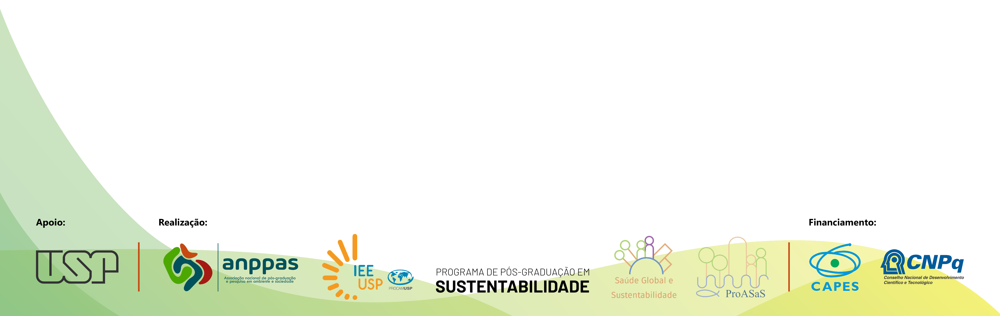 Apoio:
Realização:
Financiamento:
USP
anppas
Associação nacional de pós-graduação
e pesquisa em ambiente e sociedade
IEE
USP
PROCAMUSP
PROGRAMA DE PÓS-GRADUAÇÃO EM
SUSTENTABILIDADE
Saúde Global e
Sustentabilidade
ProASaS
CAPES
CNPq
Conselho Nacional de Desenvolvimento
Científico e Tecnológico